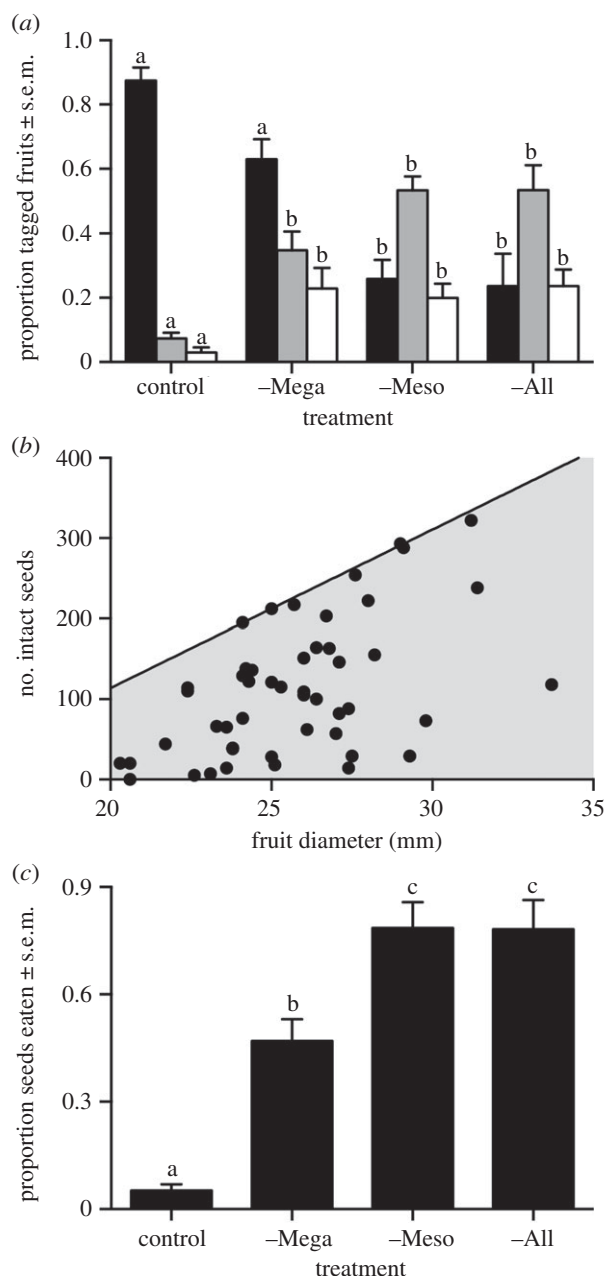 (a)
1.0
0.8
0.6
0.4
0.2
0
proportion tagged fruits ± s.e.m.
a
a
a
a
b
b
b
b
b
b
b
b
control
–Mega
–Meso
–All
treatment
(b)
400
300
200
100
0
no. intact seeds
20
25
30
35
fruit diameter (mm)
(c)
0.9
0.6
0.3
0
proportion seeds eaten ± s.e.m.
a
b
c
c
control
–Mega
–Meso
–All
treatment